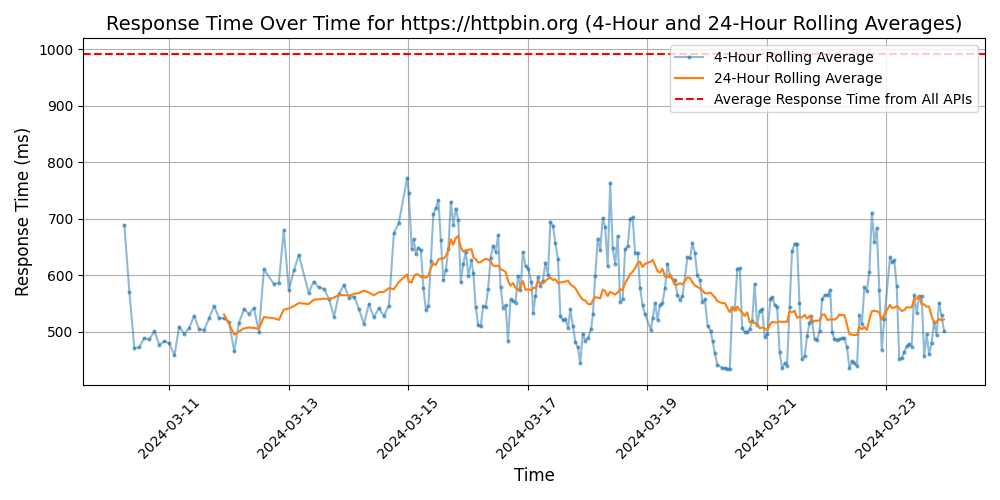 Response Time Over Time for https://httpbin.org (4-Hour and 24-Hour Rolling Averages)
4-Hour Rolling Average
24-Hour Rolling Average
Average Response Time from All APIs
Response Time (ms)
1000
900
800
700
600
500
2024-03-11
2024-03-13
2024-03-15
2024-03-17
2024-03-19
2024-03-21
2024-03-23
Time